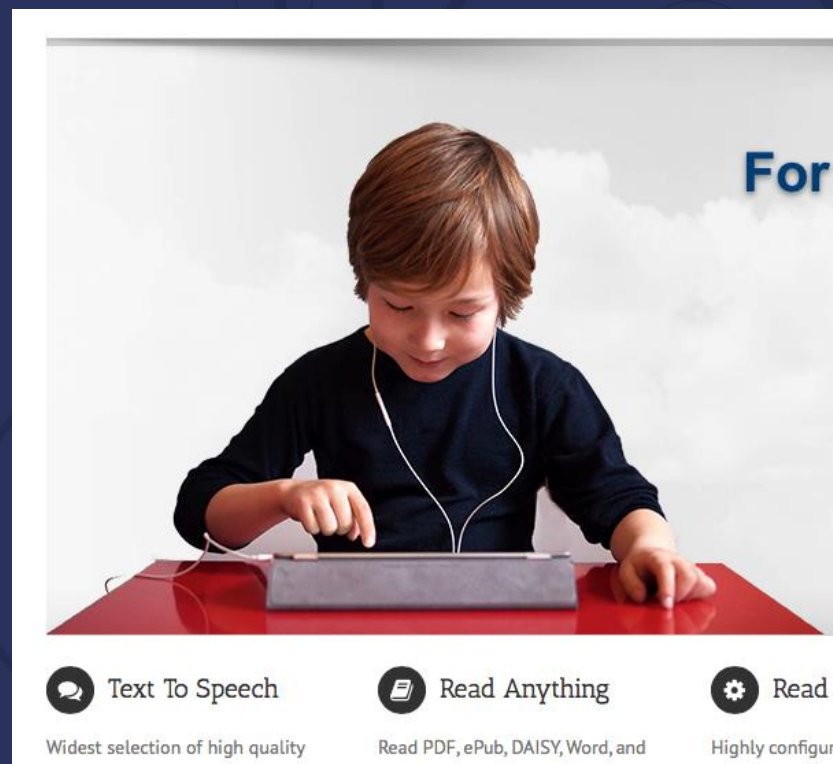 For
Text To Speech
Read Anything
Read
Widest selection of high quality
Read PDF, ePub, DAISY, Word, and
Highly